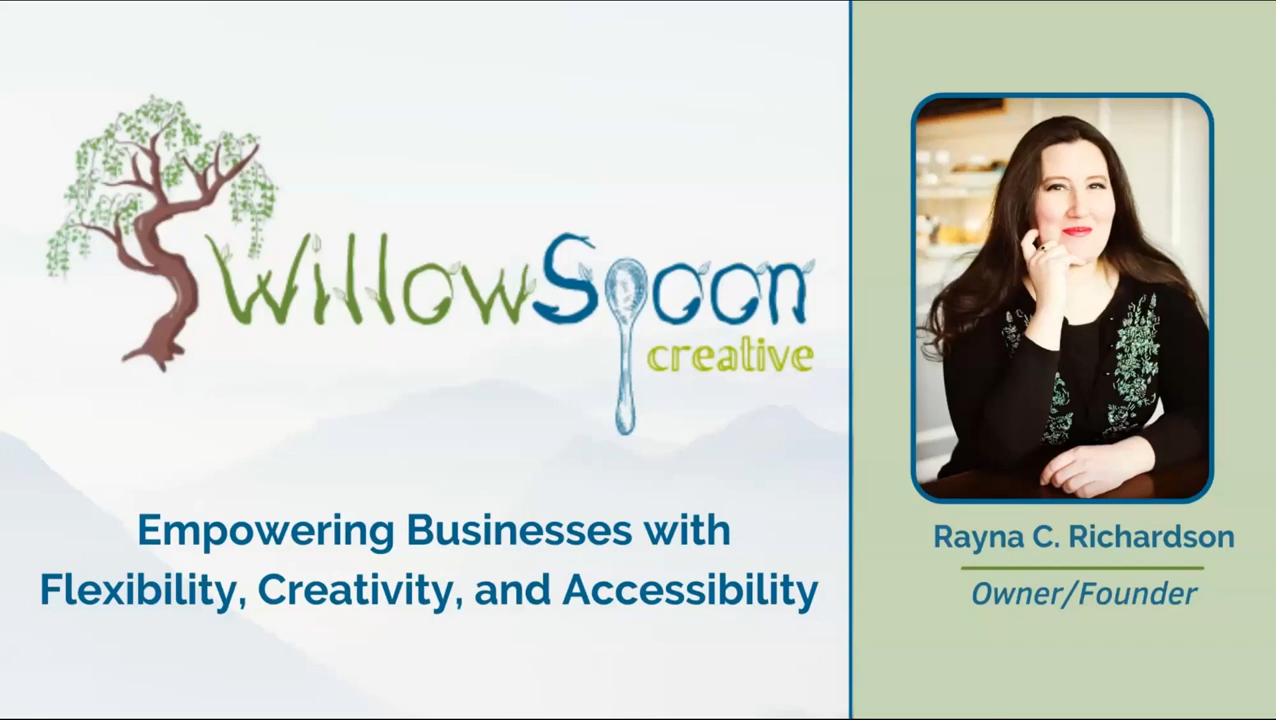 WillowSpoon
creative
Empowering Businesses with
Flexibility, Creativity, and Accessibility
Rayna C. Richardson
Owner/Founder